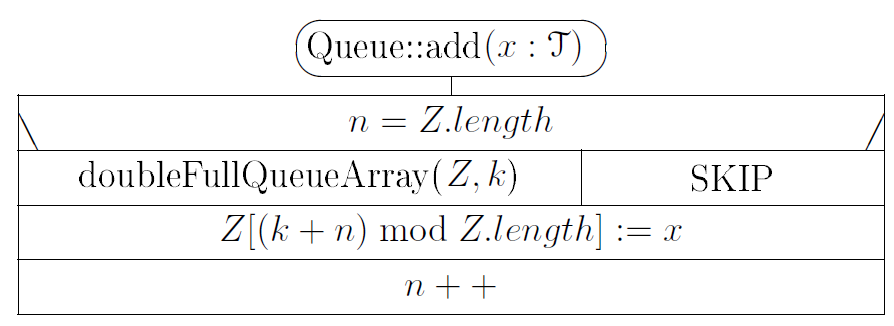 Queue::add(x : 𝒯)
n = Z.length
doubleFullQueueArray(Z, k) SKIP
Z[(k + n) mod Z.length] := x
n + +